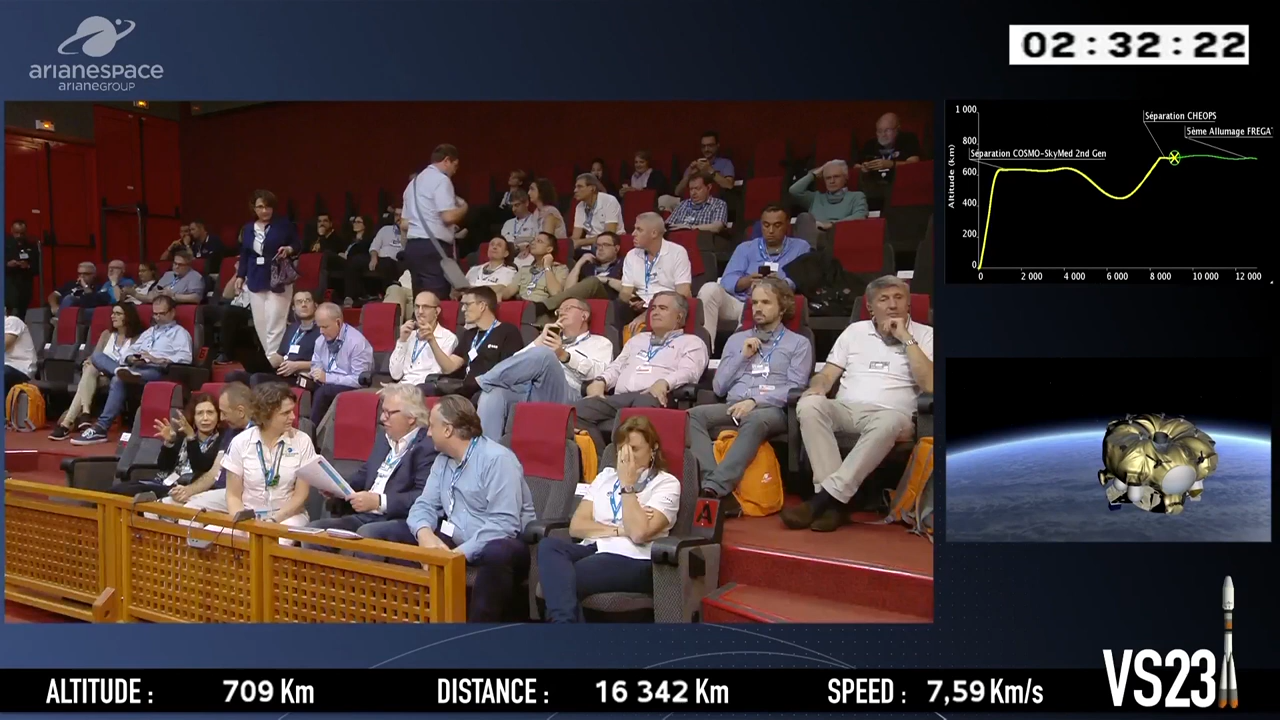 arianespace
arianeGROUP
02:32:22
1 000
800
600
400
200
0
Altitude (km)
Séparation CHEOPS
5ème Allumage FREGA
Séparation COSMO-SkyMed 2nd Gen
0
2 000
4 000
6 000
8 000
10 000
12 000
A
ALTITUDE : 709 Km
DISTANCE : 16 342 Km
SPEED : 7,59 Km/s
VS23